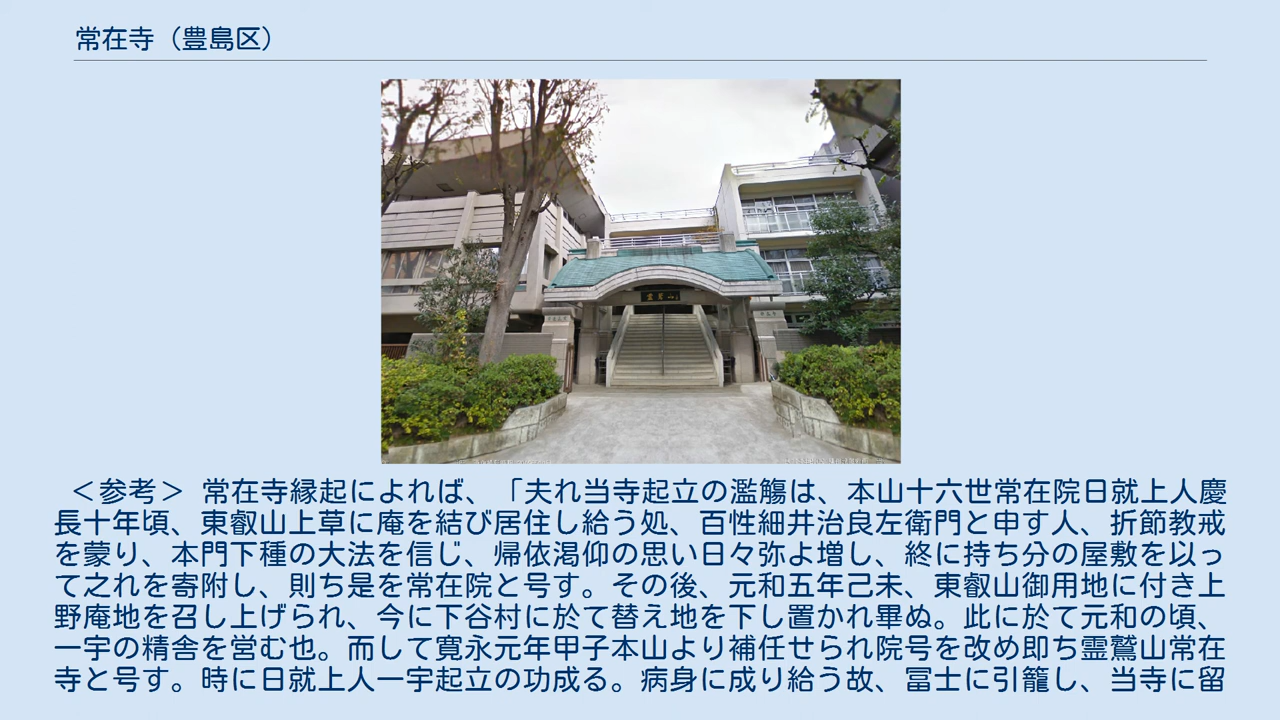 常在寺（豊島区）
霊鷲山
＜参考＞ 常在寺縁起によれば、「夫れ当寺起立の濫觴は、本山十六世常在院日就上人慶
長十年頃、東叡山上草に庵を結び居住し給う処、百性細井治良左衛門と申す人、折節教戒
を蒙り、本門下種の大法を信じ、帰依渇仰の思い日々弥よ増し、終に持ち分の屋敷を以っ
て之れを寄附し、則ち是を常在院と号す。その後、元和五年己未、東叡山御用地に付き上
野庵地を召し上げられ、今に下谷村に於て替え地を下し置かれ畢ぬ。此に於て元和の頃、
一宇の精舎を営む也。而して寛永元年甲子本山より補任せられ院号を改め即ち霊鷲山常在
寺と号す。時に日就上人一宇起立の功成る。病身に成り給う故、冨士に引籠し、当寺に留